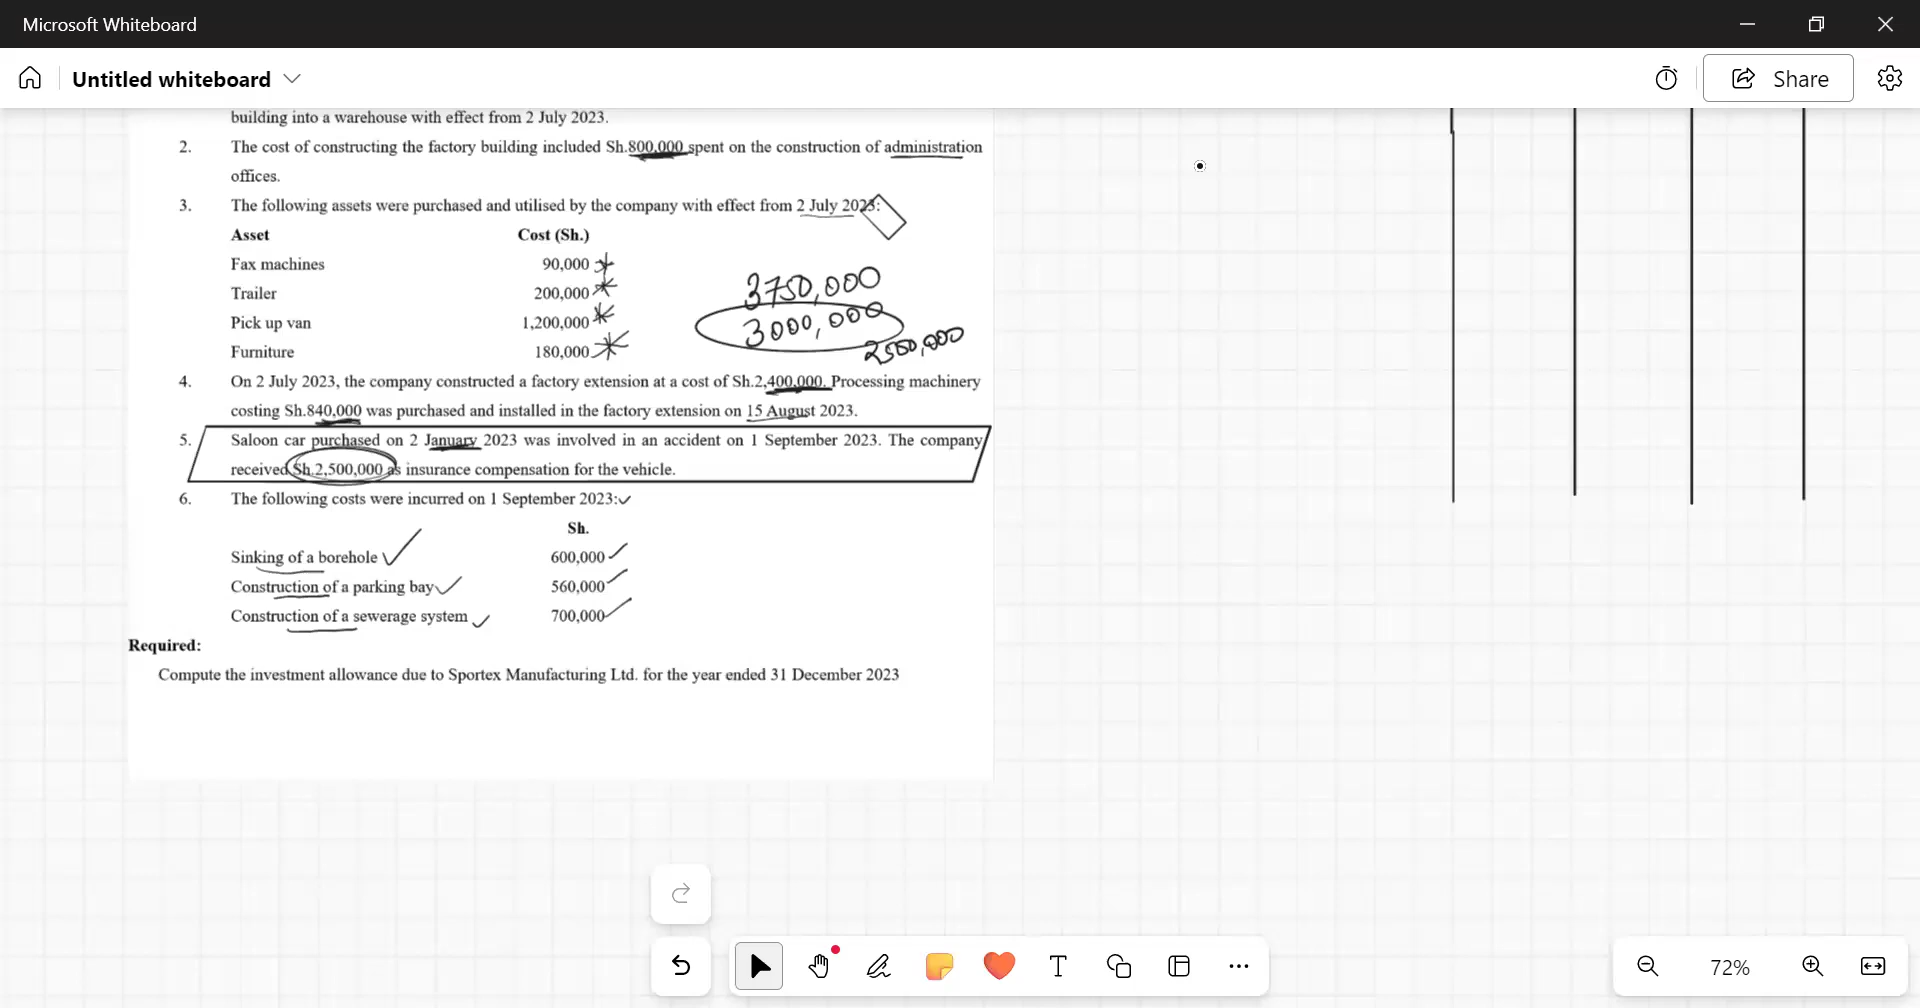 Microsoft Whiteboard
Untitled whiteboard
Share
building into a warehouse with effect from 2 July 2023.
2. The cost of constructing the factory building included Sh.800,000 spent on the construction of administration
offices.
3. The following assets were purchased and utilised by the company with effect from 2 July 2023:
Asset Cost (Sh.)
Fax machines 90,000
Trailer 200,000
Pick up van 1,200,000
Furniture 180,000
3750,000
3000,000
2500,000
4. On 2 July 2023, the company constructed a factory extension at a cost of Sh.2,400,000. Processing machinery
costing Sh.840,000 was purchased and installed in the factory extension on 15 August 2023.
5. Saloon car purchased on 2 January 2023 was involved in an accident on 1 September 2023. The company
received Sh.2,500,000 as insurance compensation for the vehicle.
6. The following costs were incurred on 1 September 2023:
Sh.
Sinking of a borehole 600,000
Construction of a parking bay 560,000
Construction of a sewerage system 700,000
Required:
Compute the investment allowance due to Sportex Manufacturing Ltd. for the year ended 31 December 2023
72%